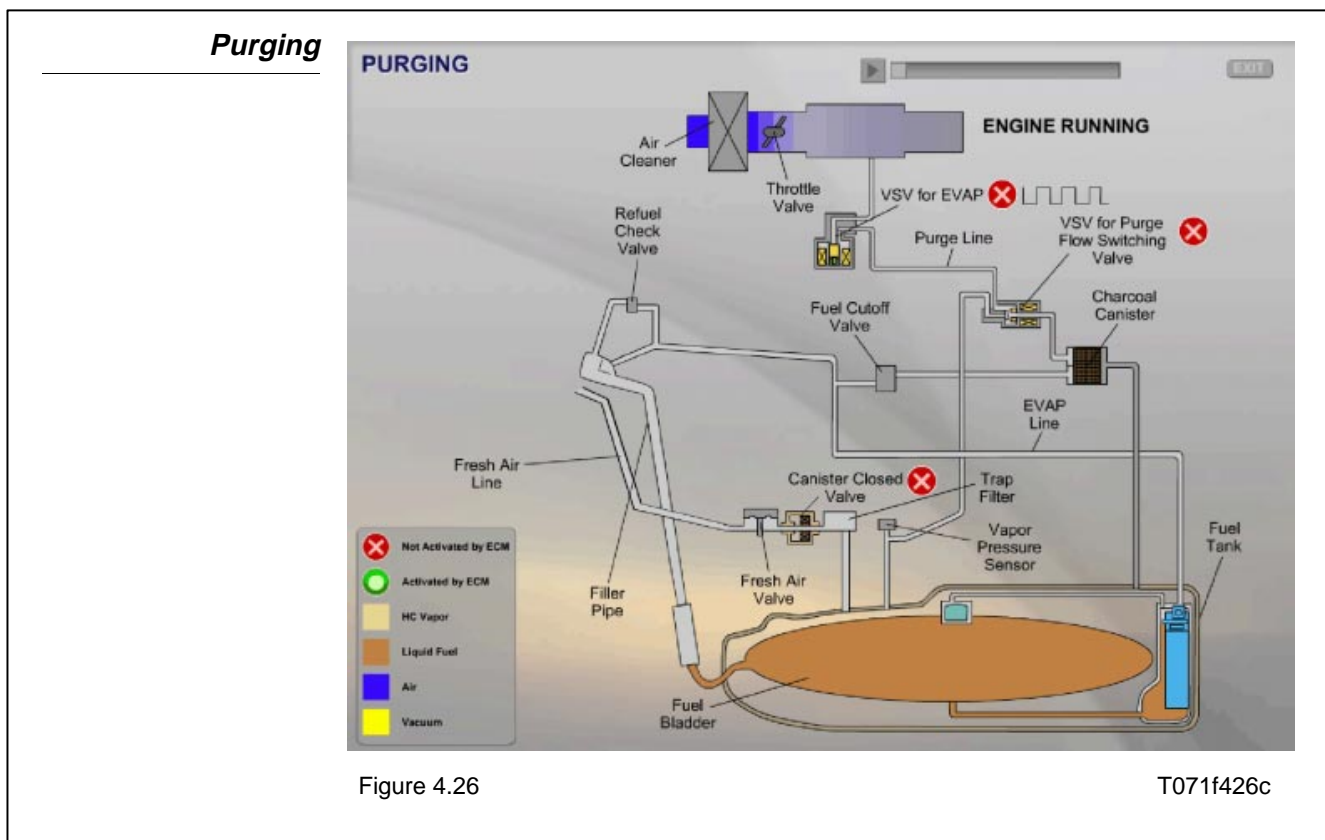 Purging
PURGING
EXIT
ENGINE RUNNING
Air
Cleaner
Throttle
Valve
VSV for EVAP
VSV for Purge
Flow Switching
Valve
Refuel
Check
Valve
Purge Line
Fuel Cutoff
Valve
Charcoal
Canister
EVAP
Line
Fresh Air
Line
Canister Closed
Valve
Trap
Filter
Vapor
Pressure
Sensor
Fuel
Tank
Filler
Pipe
Fresh Air
Valve
Fuel
Bladder
Not Activated by ECM
Activated by ECM
HC Vapor
Liquid Fuel
Air
Vacuum
Figure 4.26
T071f426c